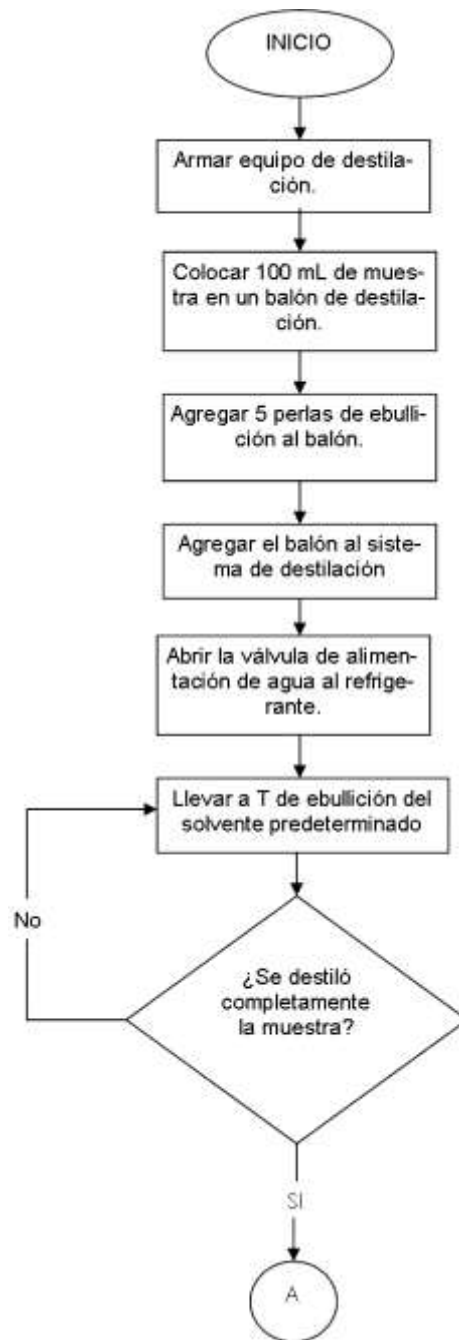 INICIO
Armar equipo de destila-
ción.
Colocar 100 mL de mues-
tra en un balón de destila-
ción.
Agregar 5 perlas de ebulli-
ción al balón.
Agregar el balón al siste-
ma de destilación
Abrir la válvula de alimen-
tación de agua al refrige-
rante.
Llevar a T de ebullición del
solvente predeterminado
No
¿Se destiló
completamente
la muestra?
SI
A